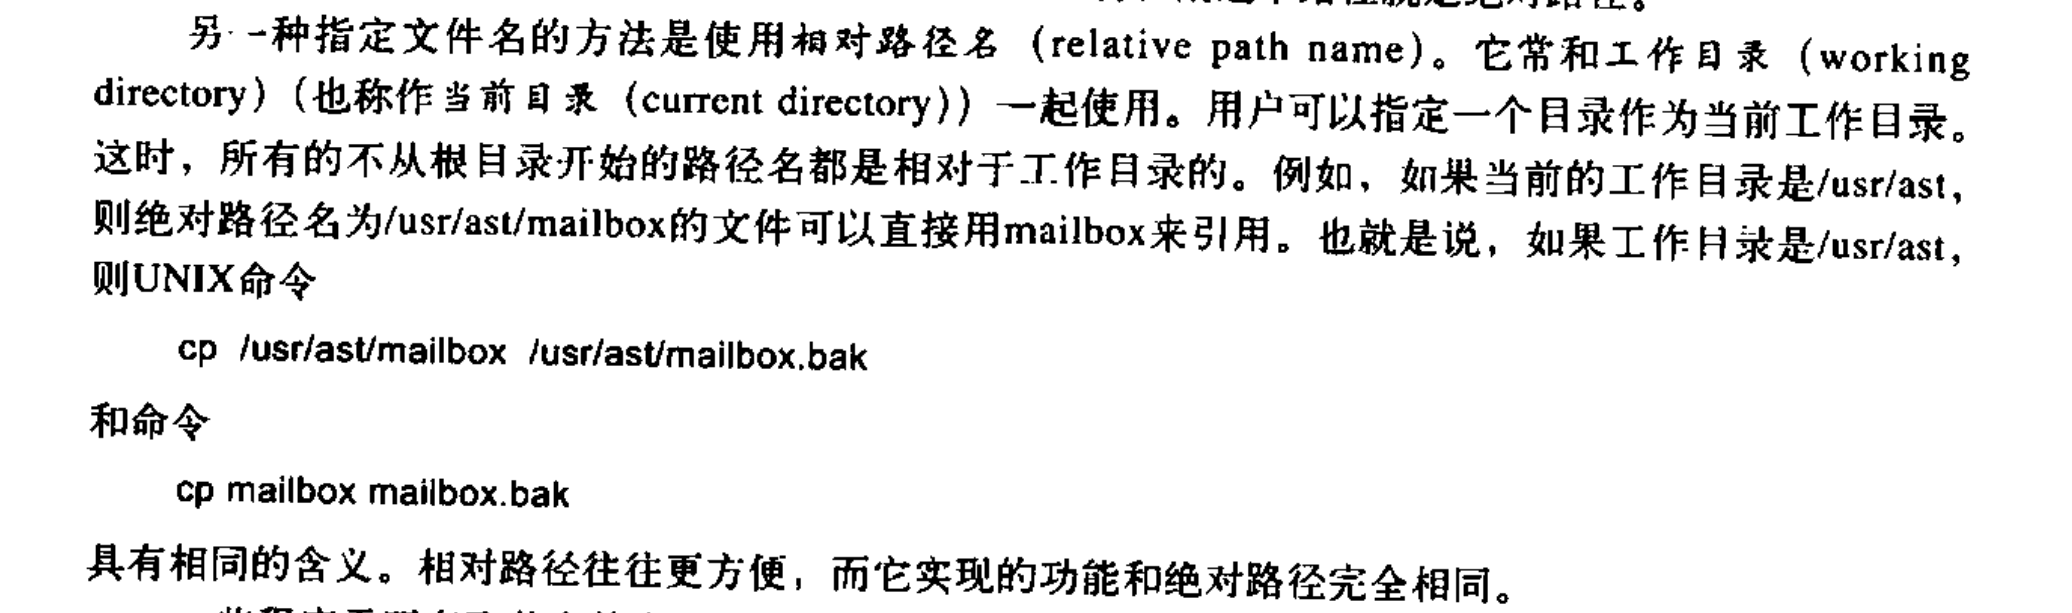 另一种指定文件名的方法是使用相对路径名（relative path name）。它常和工作目录（working
directory）（也称作当前目录（current directory））一起使用。用户可以指定一个目录作为当前工作目录。
这时，所有的不从根目录开始的路径名都是相对于工作目录的。例如，如果当前的工作目录是/usr/ast，
则绝对路径名为/usr/ast/mailbox的文件可以直接用mailbox来引用。也就是说，如果工作目录是/usr/ast，
则UNIX命令
cp /usr/ast/mailbox /usr/ast/mailbox.bak
和命令
cp mailbox mailbox.bak
具有相同的含义。相对路径往往更方便，而它实现的功能和绝对路径完全相同。